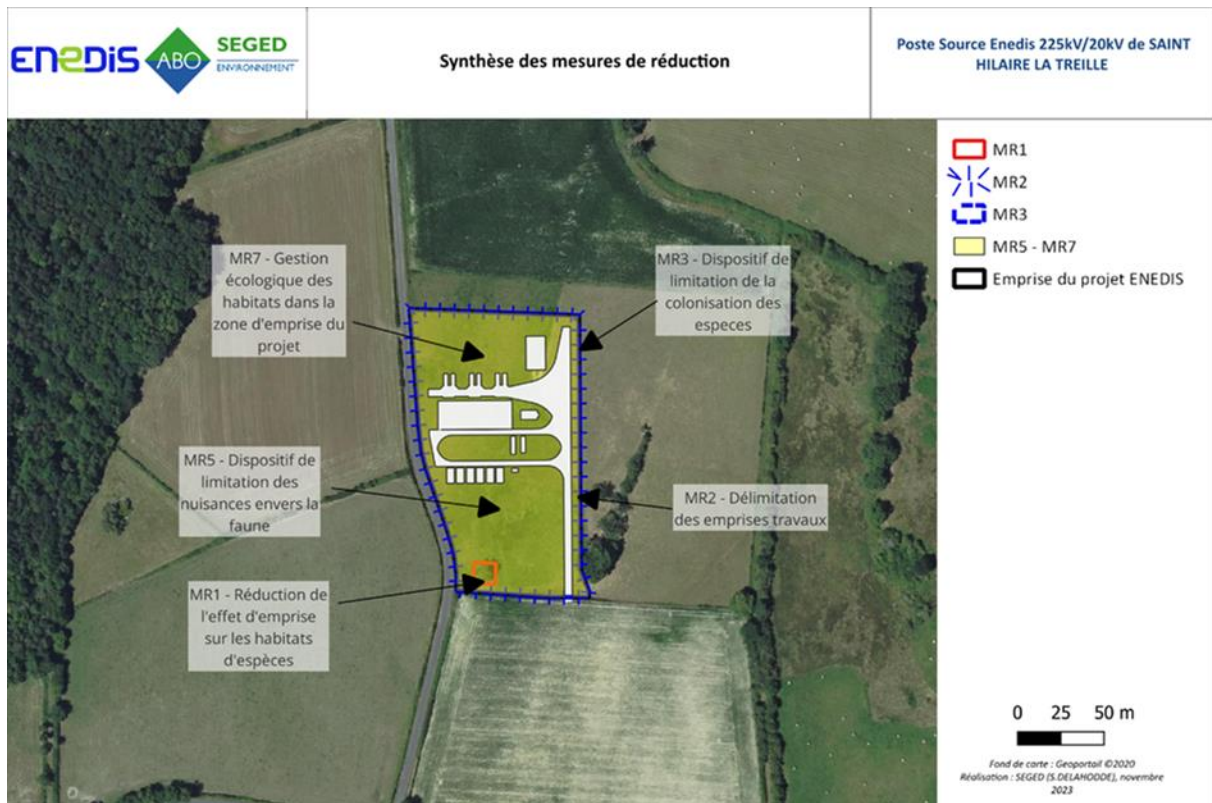 ENEDIS
ABO
SEGED
ENVIRONNEMENT
Synthèse des mesures de réduction
Poste Source Enedis 225kV/20kV de SAINT
HILAIRE LA TREILLE
MR7 - Gestion
écologique des
habitats dans la
zone d'emprise du
projet
MR3 - Dispositif de
limitation de la
colonisation des
especes
MR5 - Dispositif de
limitation des
nuisances envers la
faune
MR2 - Délimitation
des emprises travaux
MR1 - Réduction de
l'effet d'emprise
sur les habitats
d'espèces
MR1
MR2
MR3
MR5 - MR7
Emprise du projet ENEDIS
0 25 50 m
Fond de carte : Geoportail ©2020
Réalisation : SEGED (S.DELAHODDE), novembre
2023